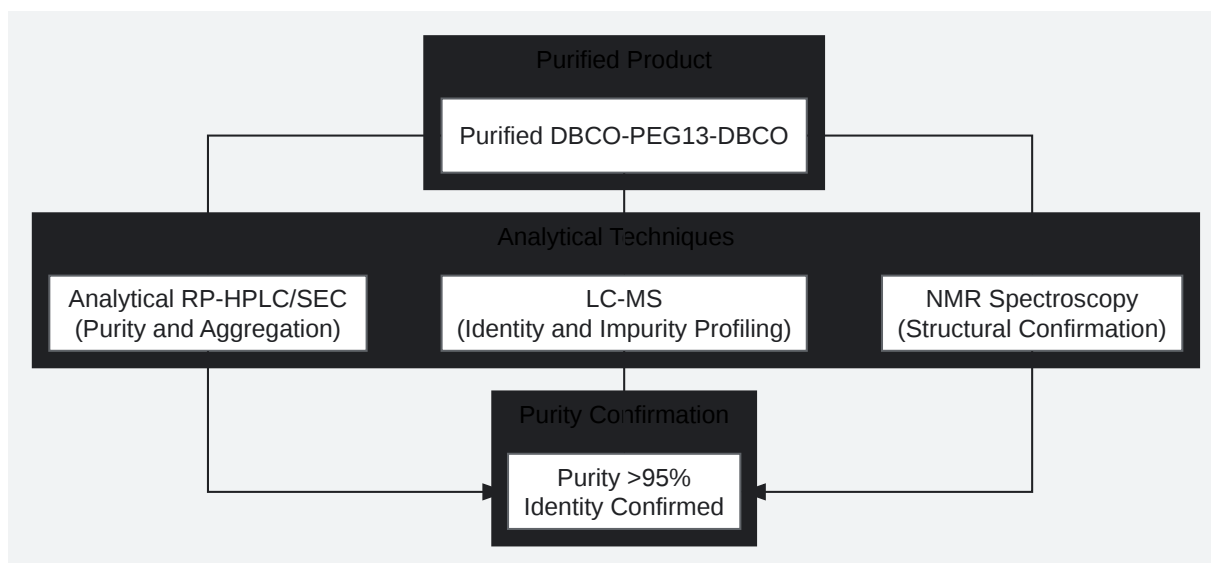 Purified Product
Purified DBCO-PEG13-DBCO
Analytical Techniques
Analytical RP-HPLC/SEC
(Purity and Aggregation)
LC-MS
(Identity and Impurity Profiling)
NMR Spectroscopy
(Structural Confirmation)
Purity Confirmation
Purity >95%
Identity Confirmed